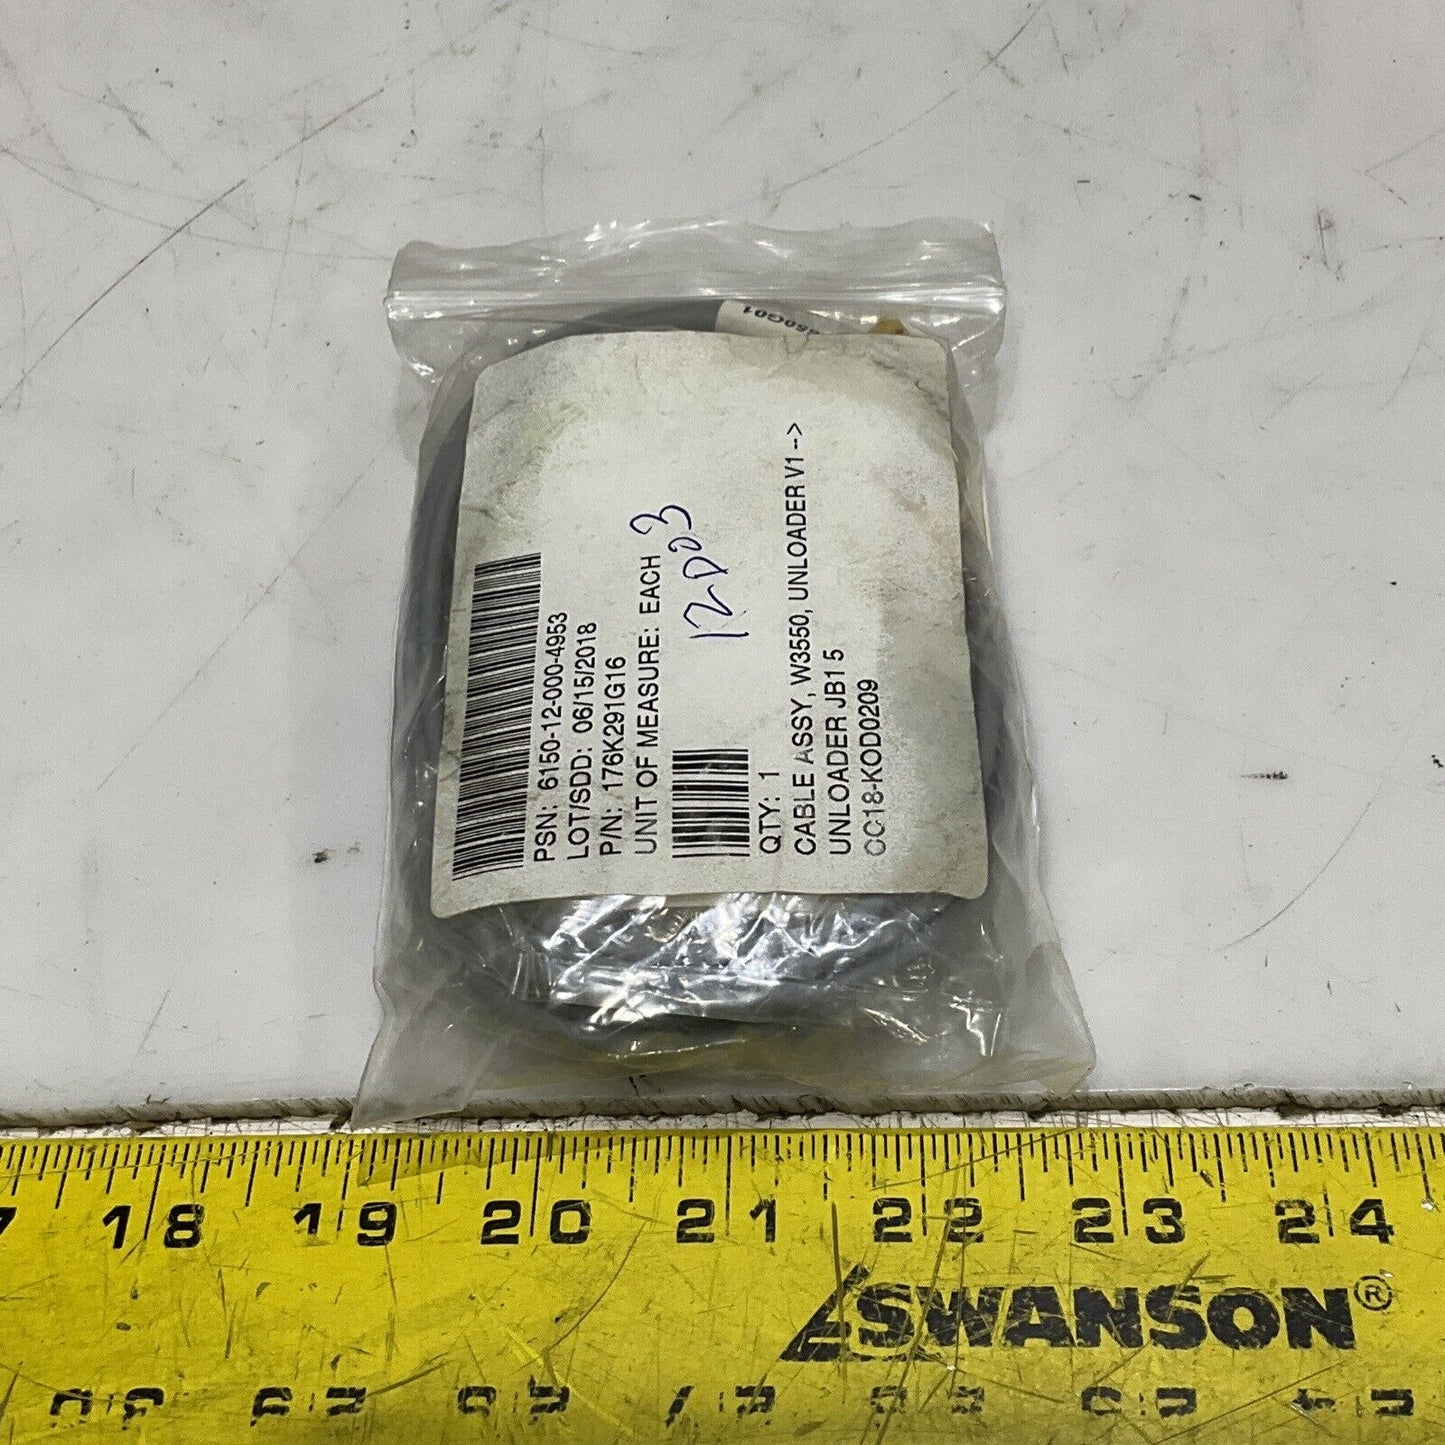 PSN: 6150-12-000-4953
LOT/SDD: 06/15/2018
P/N: 176K291G16
UNIT OF MEASURE: EACH
12D03
QTY: 1
CABLE ASSY, W3550, UNLOADER V1 -->
UNLOADER JB1 5
CC18-KOD0209
50G01
18 19 20 21 22 23 24
SWANSON®